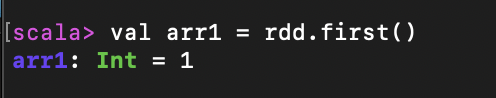 [scala> val arr1 = rdd.first()
arr1: Int = 1